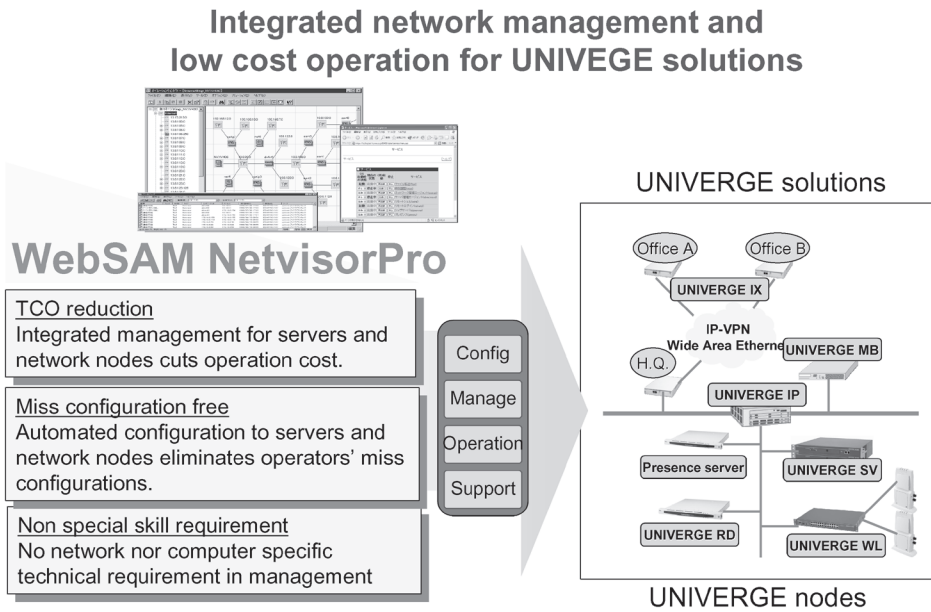 Integrated network management and
low cost operation for UNIVEGE solutions
WebSAM NetvisorPro
TCO reduction
Integrated management for servers and
network nodes cuts operation cost.
Miss configuration free
Automated configuration to servers and
network nodes eliminates operators' miss
configurations.
Non special skill requirement
No network nor computer specific
technical requirement in management
Config
Manage
Operation
Support
UNIVERGE solutions
Office A
Office B
UNIVERGE IX
IP-VPN
Wide Area Etherne
H.Q.
UNIVERGE MB
UNIVERGE IP
Presence server
UNIVERGE SV
UNIVERGE RD
UNIVERGE WL
UNIVERGE nodes